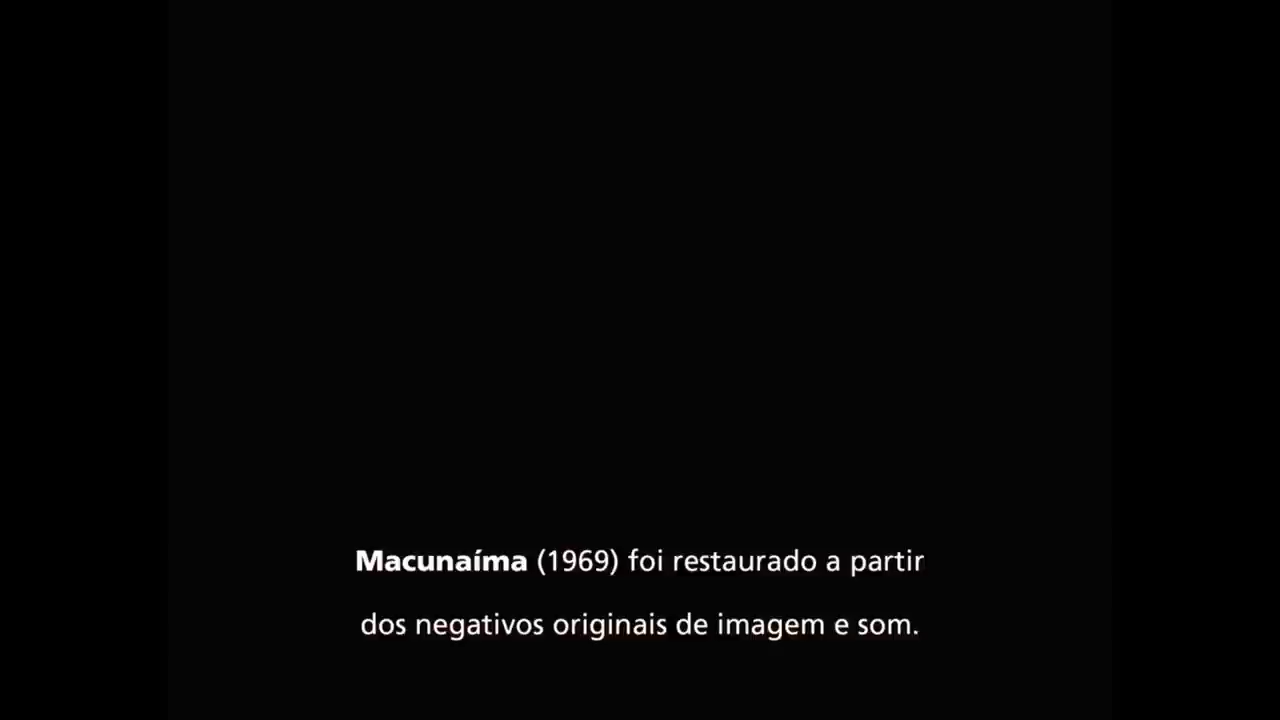 Macunaíma (1969) foi restaurado a partir
dos negativos originais de imagem e som.